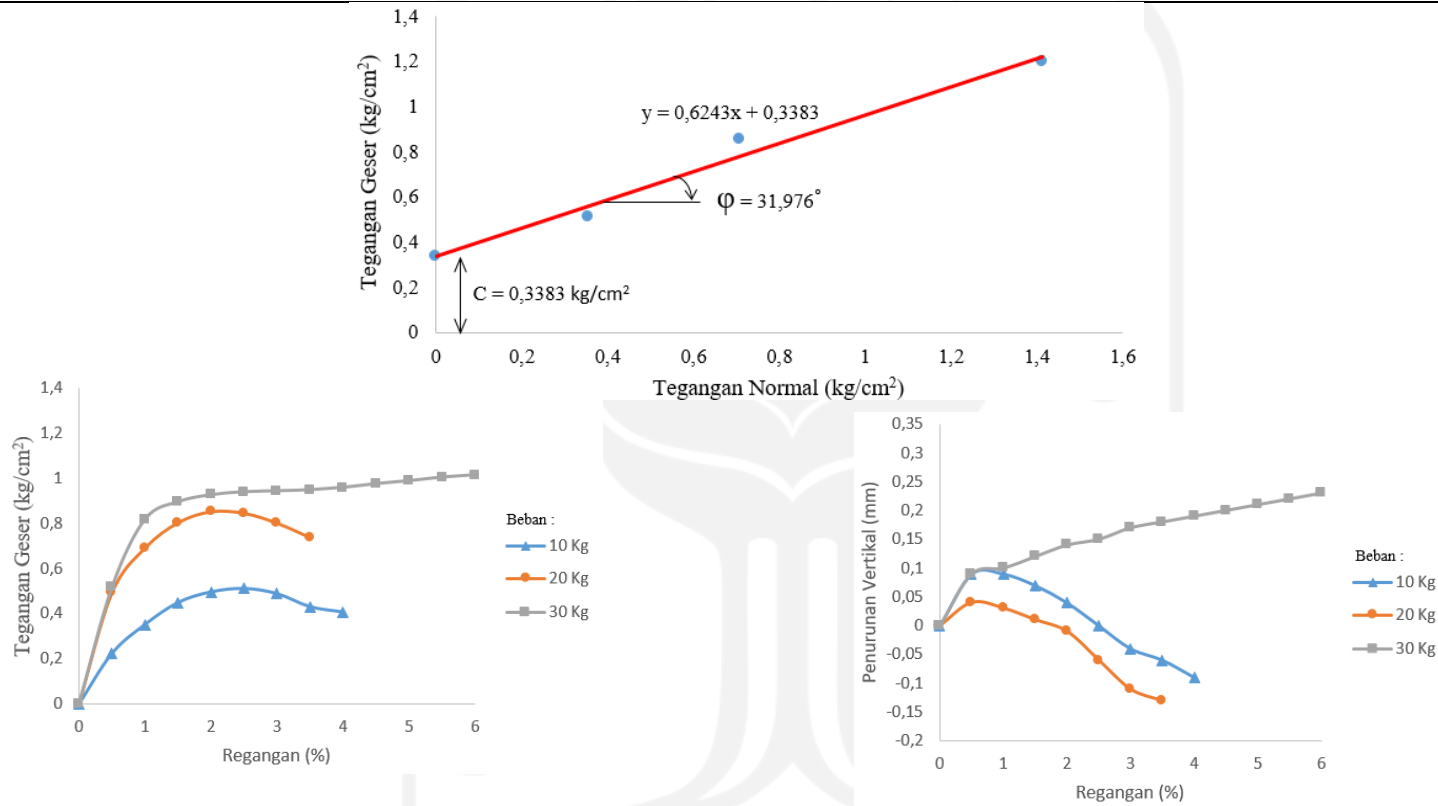 Tegangan Geser (kg/cm²)
1,4
1,2
1
0,8
0,6
0,4
0,2
0
y = 0,6243x + 0,3383
φ = 31,976˚
C = 0,3383 kg/cm²
0 0,2 0,4 0,6 0,8 1 1,2 1,4 1,6
Tegangan Normal (kg/cm²)
Tegangan Geser (kg/cm²)
1,4
1,2
1
0,8
0,6
0,4
0,2
0
0 1 2 3 4 5 6
Regangan (%)
Beban :
10 Kg
20 Kg
30 Kg
Penurunan Vertikal (mm)
0,35
0,3
0,25
0,2
0,15
0,1
0,05
0
-0,05
-0,1
-0,15
-0,2
0 1 2 3 4 5 6
Regangan (%)
Beban :
10 Kg
20 Kg
30 Kg